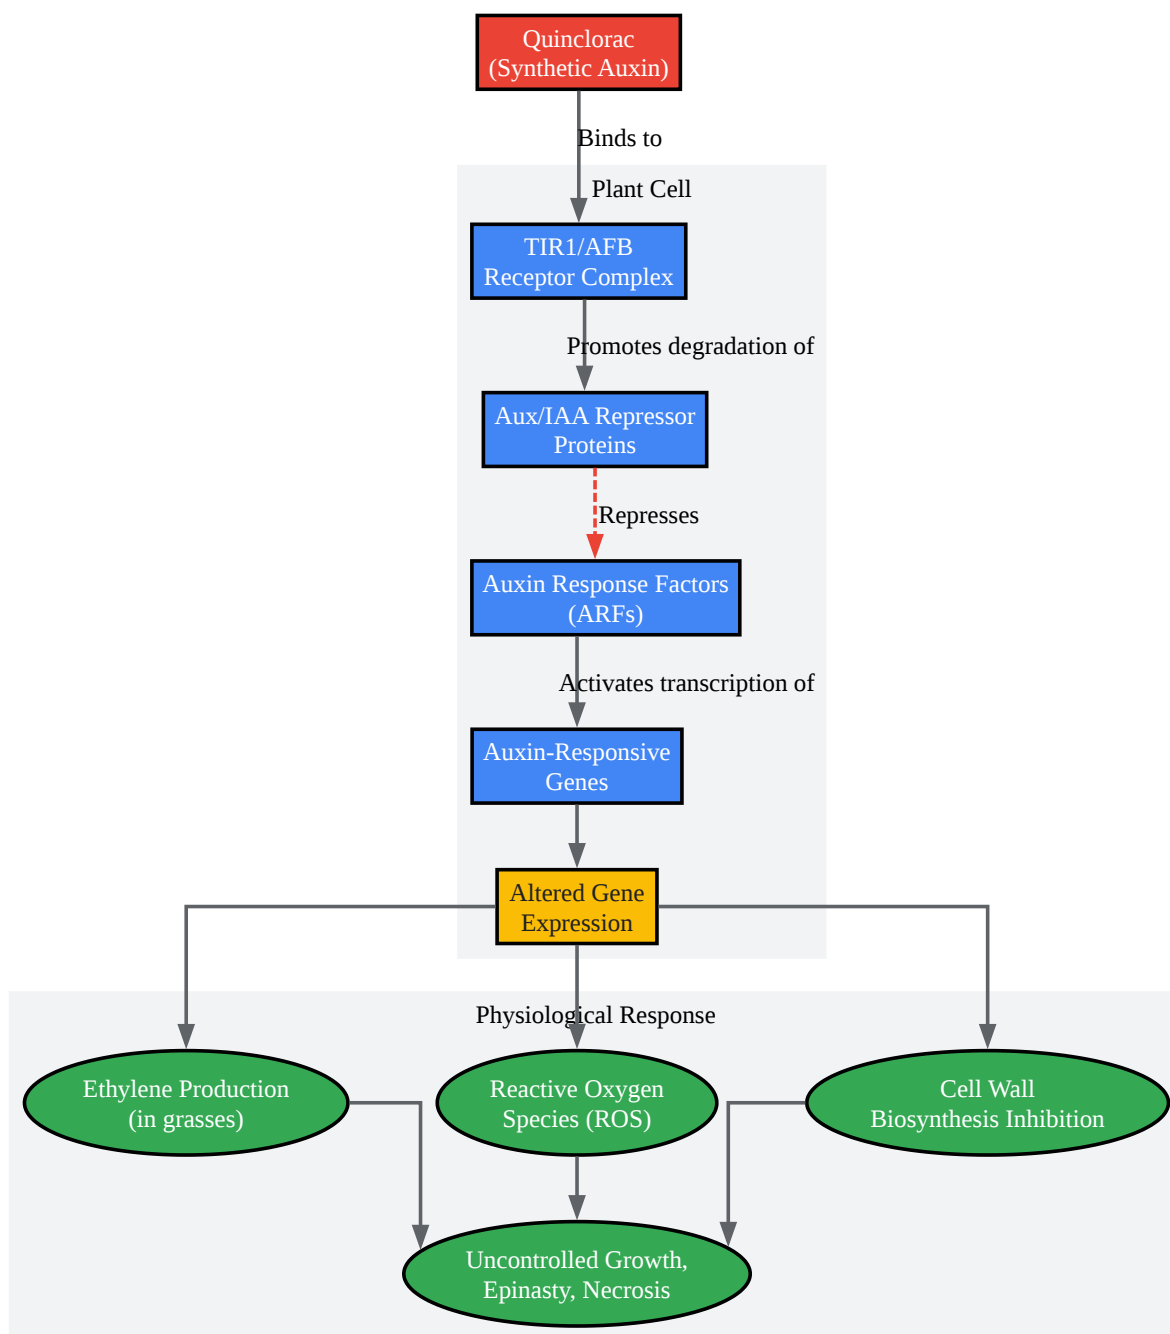 Quinclorac
(Synthetic Auxin)
Binds to
Plant Cell
TIR1/AFB
Receptor Complex
Promotes degradation of
Aux/IAA Repressor
Proteins
Represses
Auxin Response Factors
(ARFs)
Activates transcription of
Auxin-Responsive
Genes
Altered Gene
Expression
Physiological Response
Ethylene Production
(in grasses)
Reactive Oxygen
Species (ROS)
Cell Wall
Biosynthesis Inhibition
Uncontrolled Growth,
Epinasty, Necrosis